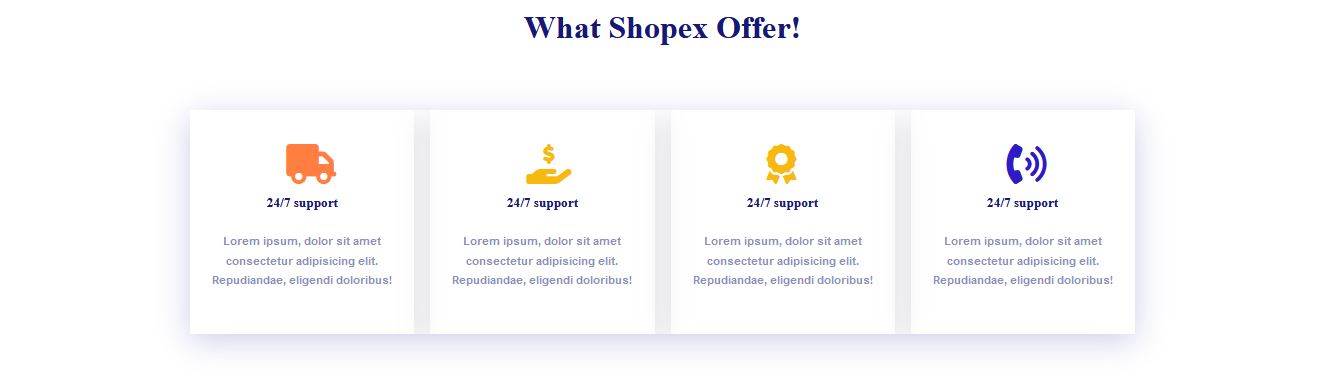 What Shopex Offer!
$
24/7 support
Lorem ipsum, dolor sit amet
consectetur adipisicing elit.
Repudiandae, eligendi doloribus!
24/7 support
Lorem ipsum, dolor sit amet
consectetur adipisicing elit.
Repudiandae, eligendi doloribus!
24/7 support
Lorem ipsum, dolor sit amet
consectetur adipisicing elit.
Repudiandae, eligendi doloribus!
24/7 support
Lorem ipsum, dolor sit amet
consectetur adipisicing elit.
Repudiandae, eligendi doloribus!